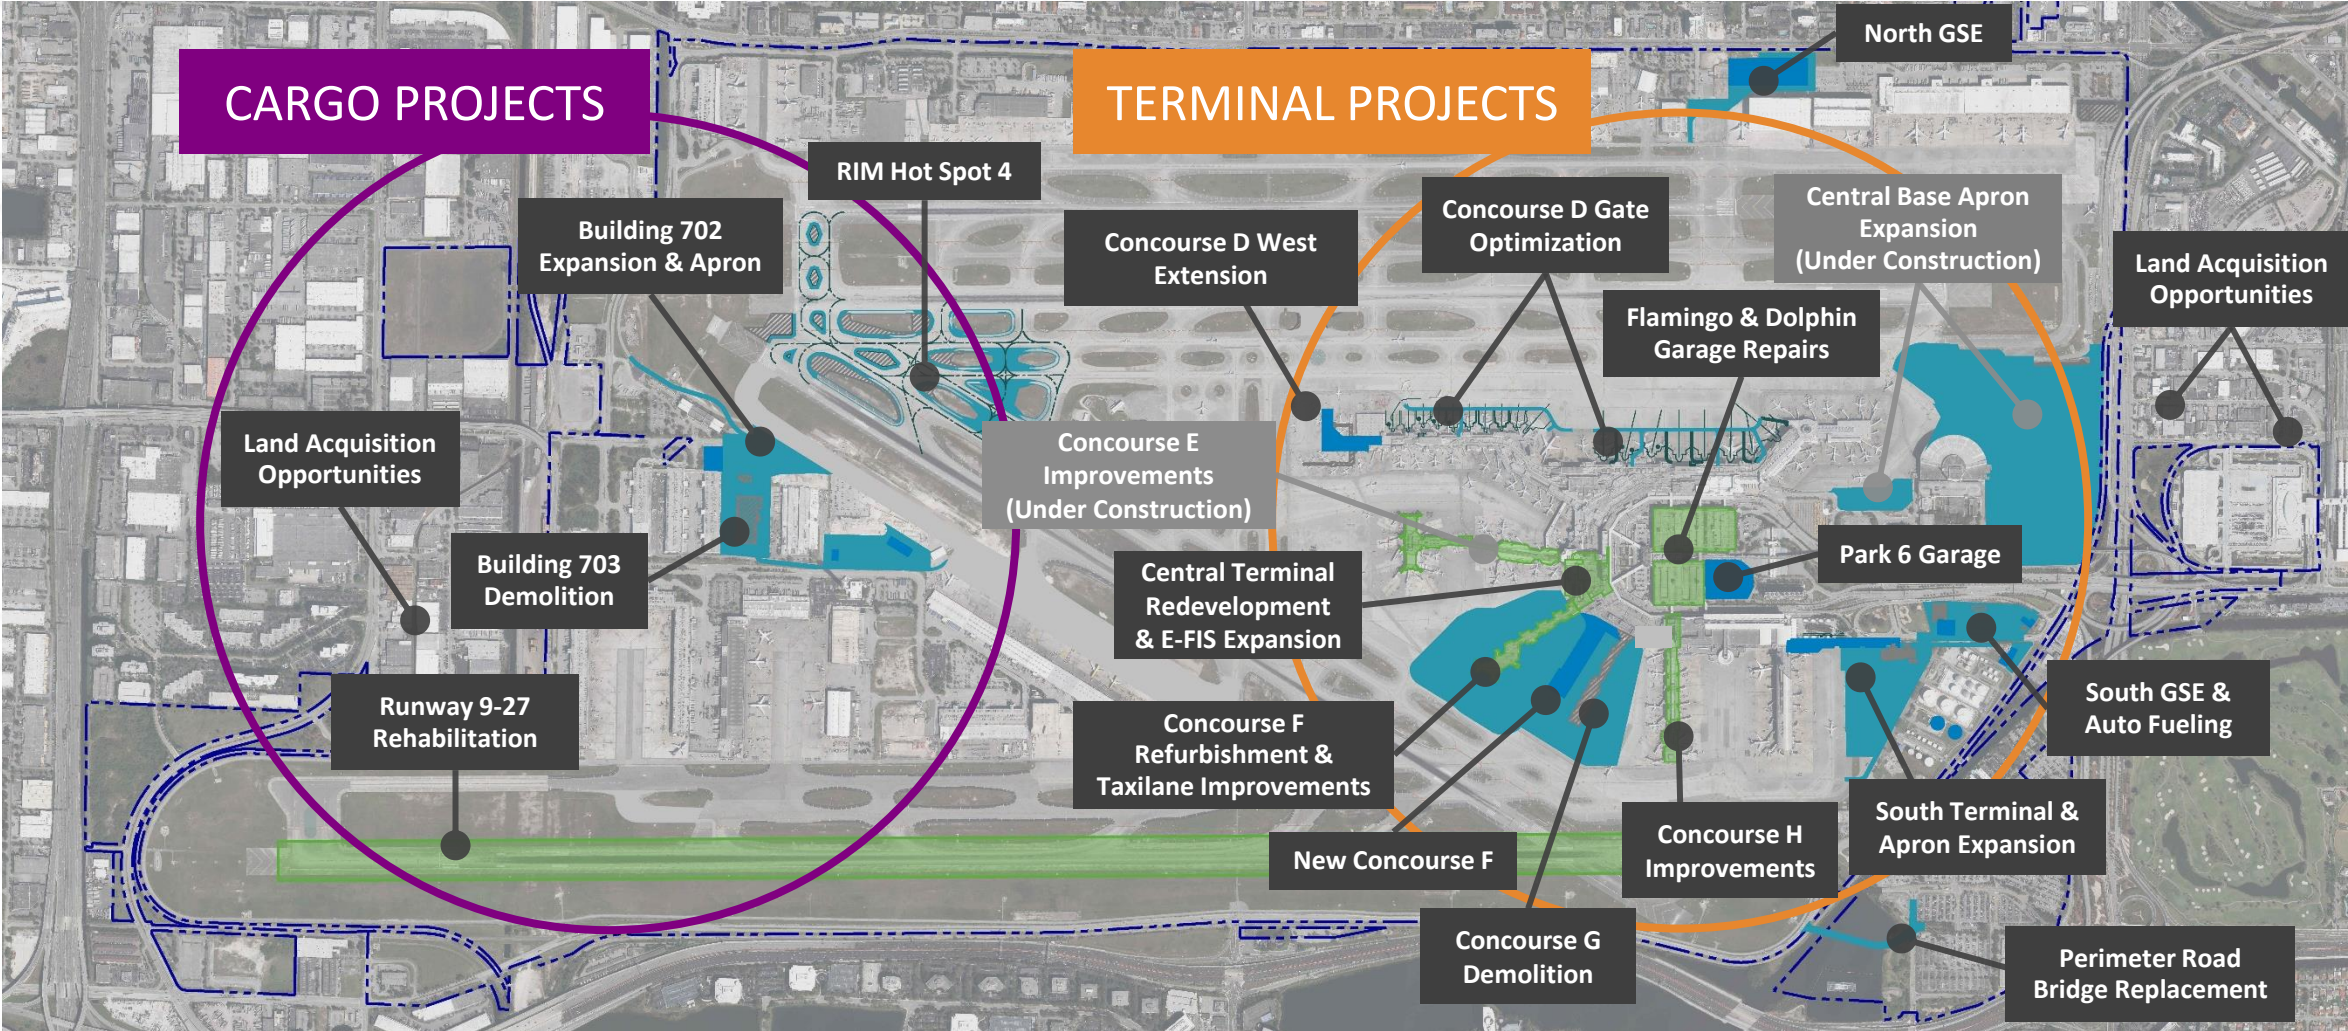 North GSE
CARGO PROJECTS
TERMINAL PROJECTS
RIM Hot Spot 4
Building 702
Expansion & Apron
Concourse D West
Extension
Concourse D Gate
Optimization
Central Base Apron
Expansion
(Under Construction)
Land Acquisition
Opportunities
Flamingo & Dolphin
Garage Repairs
Land Acquisition
Opportunities
Concourse E
Improvements
(Under Construction)
Building 703
Demolition
Central Terminal
Redevelopment
& E-FIS Expansion
Park 6 Garage
Runway 9-27
Rehabilitation
Concourse F
Refurbishment &
Taxilane Improvements
South GSE &
Auto Fueling
New Concourse F
Concourse H
Improvements
South Terminal &
Apron Expansion
Concourse G
Demolition
Perimeter Road
Bridge Replacement